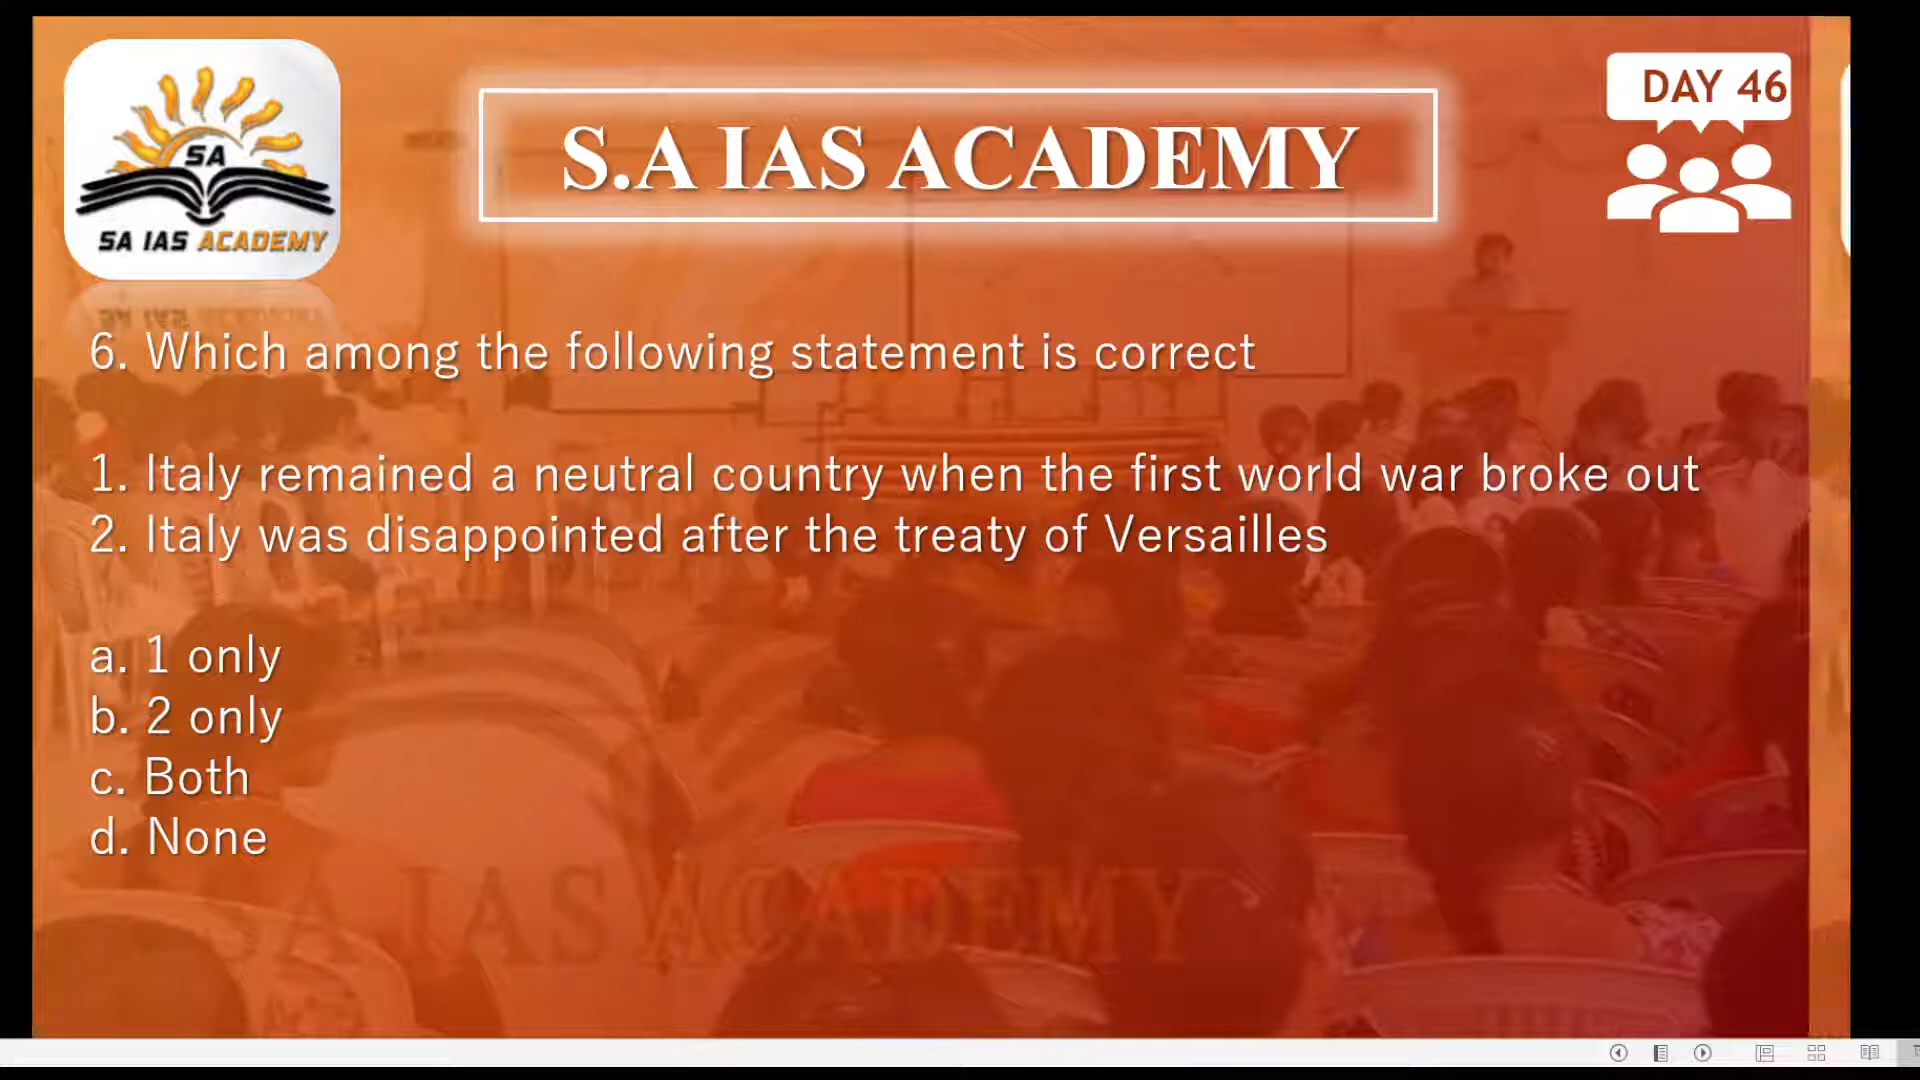 SA
SA IAS ACADEMY
S.A IAS ACADEMY
DAY 46
6. Which among the following statement is correct
1. Italy remained a neutral country when the first world war broke out
2. Italy was disappointed after the treaty of Versailles
a. 1 only
b. 2 only
c. Both
d. None
SA IAS ACADEMY